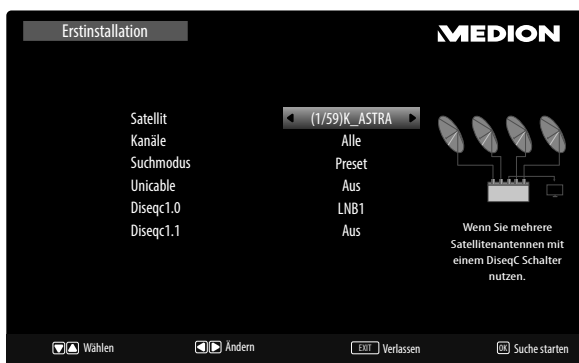 Erstinstallation
MEDION
Satellit (1/59)K_ASTRA
Kanäle Alle
Suchmodus Preset
Unicable Aus
Diseqc1.0 LNB1
Diseqc1.1 Aus
Wenn Sie mehrere
Satellitenantennen mit
einem DiseqC Schalter
nutzen.
Wählen Ändern EXIT Verlassen OK Suche starten